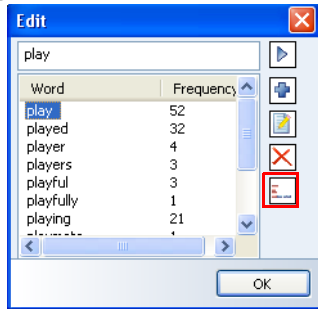 Edit
play
Word Frequency
play 52
played 32
player 4
players 3
playful 3
playfully 1
playing 21
OK